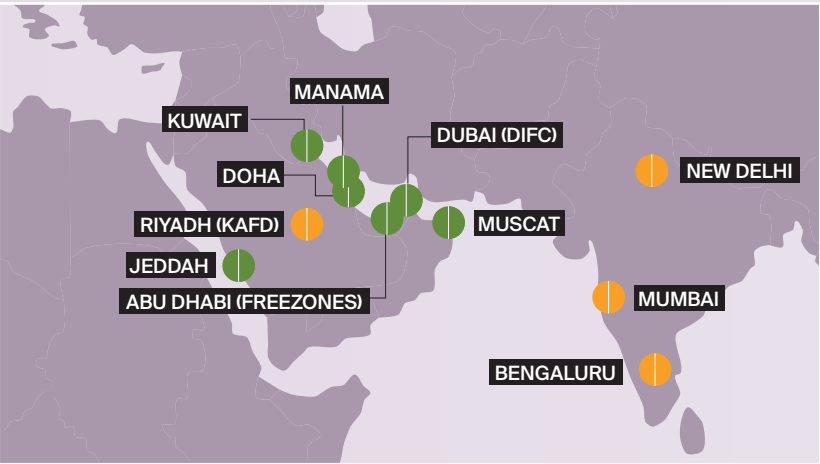 MANAMA
KUWAIT
DUBAI (DIFC)
DOHA
NEW DELHI
RIYADH (KAFD)
MUSCAT
JEDDAH
ABU DHABI (FREEZONES)
MUMBAI
BENGALURU